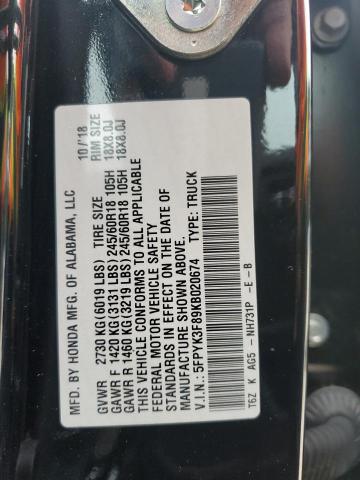 MFD. BY HONDA MFG. OF ALABAMA, LLC 10/'18
TIRE SIZE RIM SIZE
GVWR 2730 KG (6019 LBS)
GAWR F 1420 KG (3131 LBS) 245/60R18 105H 18X8.0J
GAWR R 1460 KG (3219 LBS) 245/60R18 105H 18X8.0J
THIS VEHICLE CONFORMS TO ALL APPLICABLE
FEDERAL MOTOR VEHICLE SAFETY
STANDARDS IN EFFECT ON THE DATE OF
MANUFACTURE SHOWN ABOVE.
V.I.N.: 5FPYK3F89KB020674 TYPE: TRUCK
T6Z K AG5 - NH731P -E -B